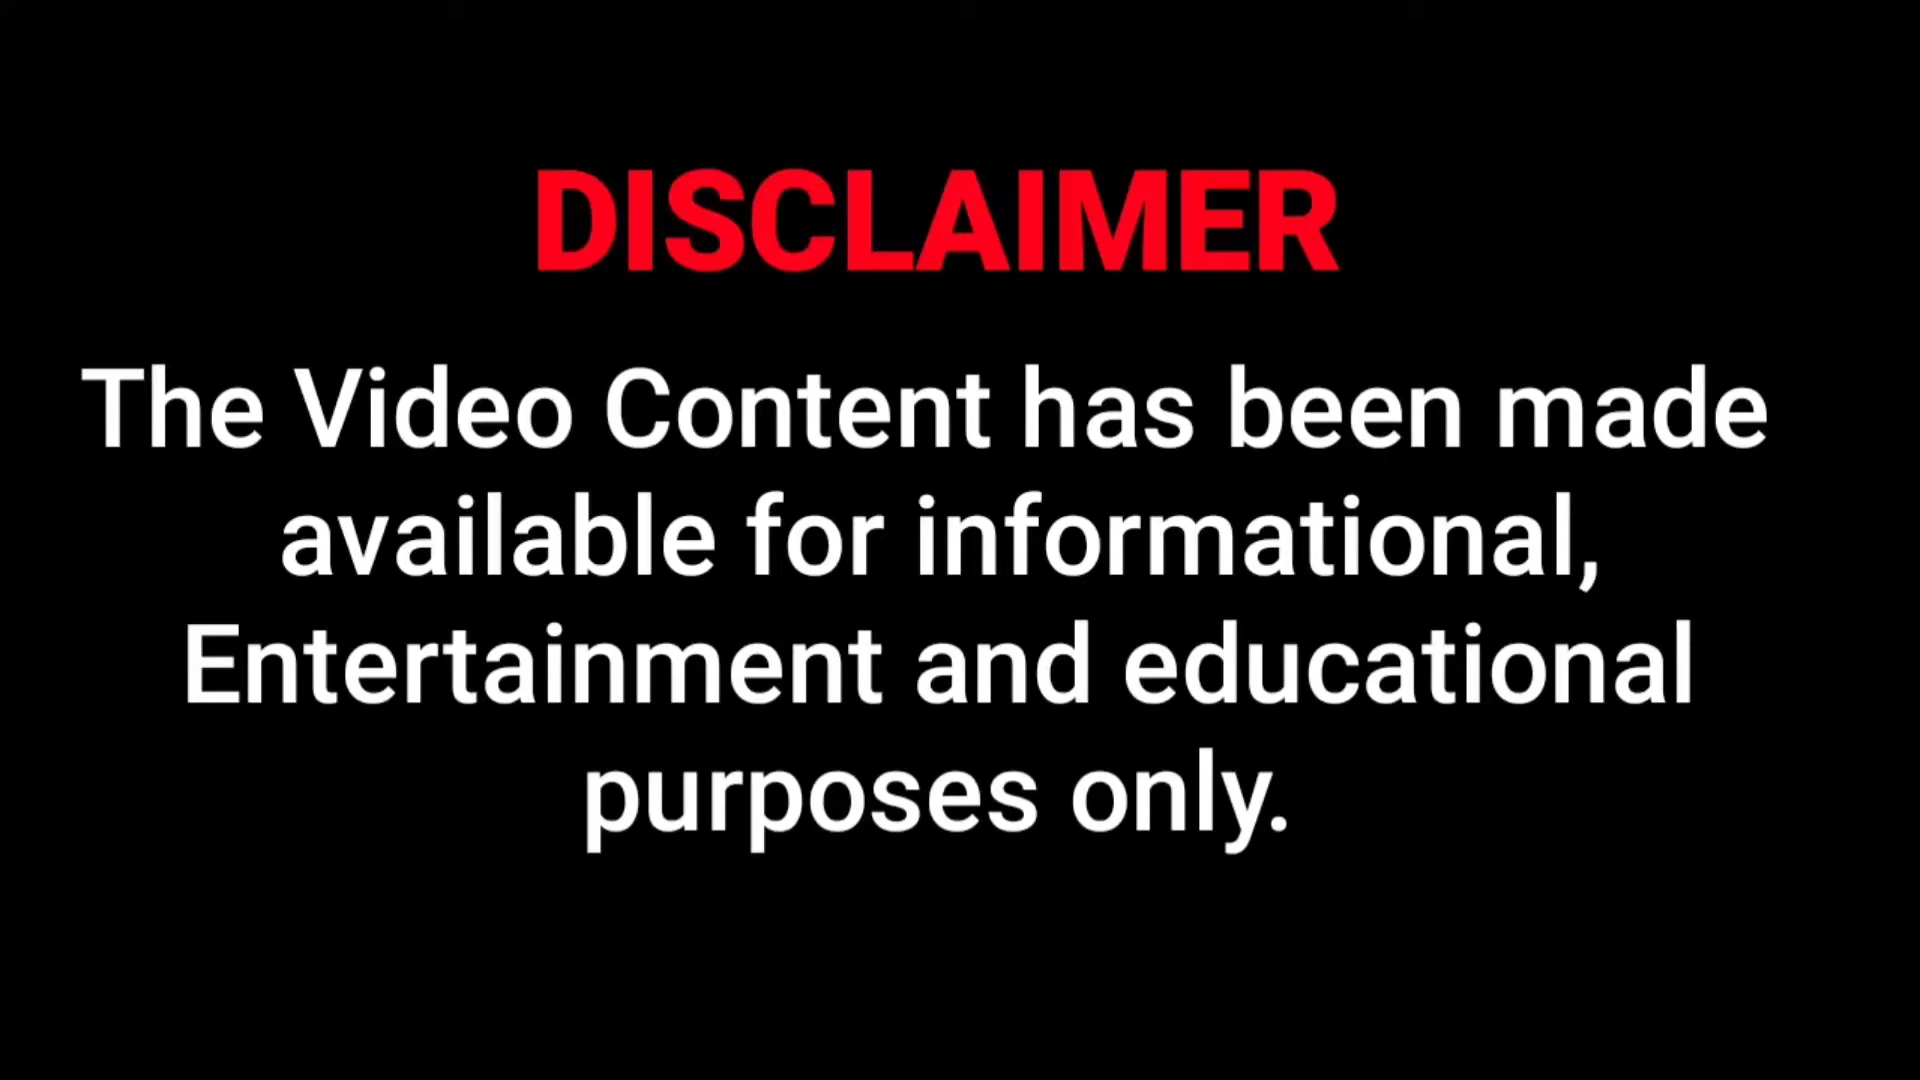 DISCLAIMER
The Video Content has been made
available for informational,
Entertainment and educational
purposes only.